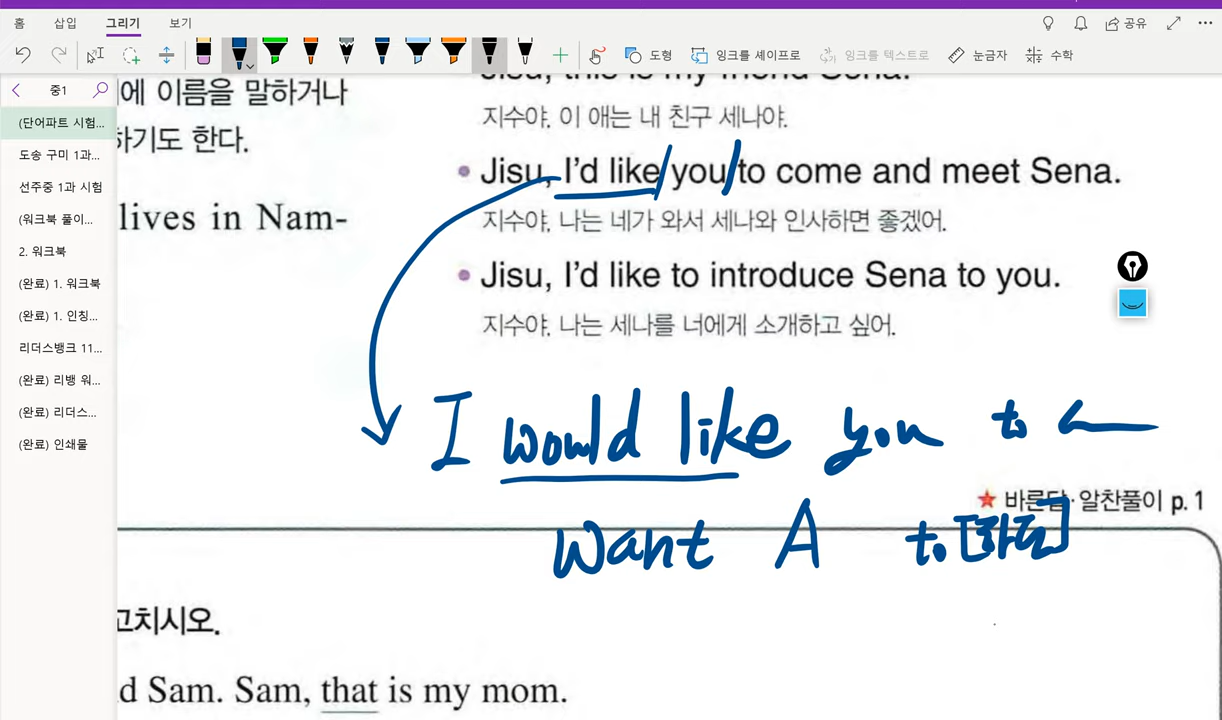 홈 삽입 그리기 보기
공유
도형 잉크를 셰이프로 잉크를 텍스트로 눈금자 수학
중1
(단어파트 시험...
도송 구미 1과...
선주중 1과 시험
(워크북 풀이...
2. 워크북
(완료) 1. 워크북
(완료) 1. 인칭...
리더스뱅크 11...
(완료) 리뱅 워...
(완료) 리더스...
(완료) 인쇄물
에 이름을 말하거나
하기도 한다.
lives in Nam-
Jisu, this is my friend Sena.
지수야, 이 애는 내 친구 세나야.
Jisu, I'd like/you/to come and meet Sena.
지수야, 나는 네가 와서 세나와 인사하면 좋겠어.
Jisu, I'd like to introduce Sena to you.
지수야, 나는 세나를 너에게 소개하고 싶어.
I would like you to
바른답·알찬풀이 p. 1
Want A to
고치시오.
d Sam. Sam, that is my mom.